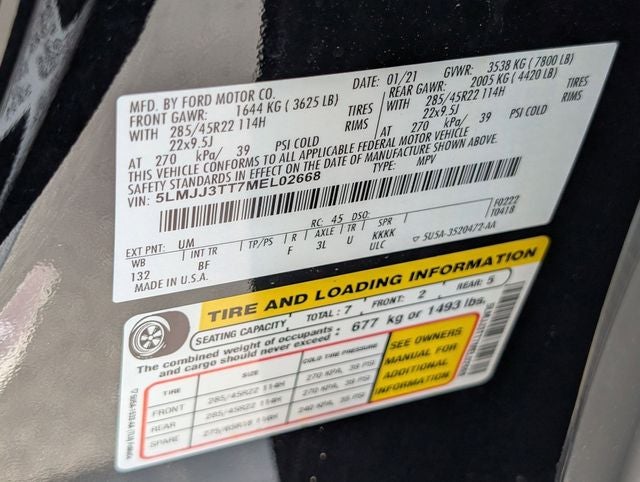 MFD. BY FORD MOTOR CO. DATE: 01/21 GVWR: 3538 KG (7800 LB)
FRONT GAWR: 1644 KG (3625 LB) REAR GAWR: 2005 KG (4420 LB)
WITH 285/45R22 114H TIRES WITH 285/45R22 114H TIRES
22x9.5J RIMS 22x9.5J RIMS
AT 270 kPa/ 39 PSI COLD AT 270 kPa/ 39 PSI COLD
THIS VEHICLE CONFORMS TO ALL APPLICABLE FEDERAL MOTOR VEHICLE
SAFETY STANDARDS IN EFFECT ON THE DATE OF MANUFACTURE SHOWN ABOVE.
VIN: 5LMJJ3TT7MEL02668 TYPE: MPV
F0222
T0418
EXT PNT: UM RC: 45 DSO:
WB INT TR TP/PS R AXLE TR SPR
132 BF F 3L U KKKK
ULC
MADE IN U.S.A. 5U5A-3520472-AA
TIRE AND LOADING INFORMATION
SEATING CAPACITY TOTAL: 7 FRONT: 2 REAR: 5
The combined weight of occupants and cargo should never exceed: 677 kg or 1493 lbs.
TIRE SIZE COLD TIRE PRESSURE
FRONT 285/45R22 114H 270 KPA, 39 PSI
REAR 285/45R22 114H 270 KPA, 39 PSI
SPARE
SEE OWNERS
MANUAL FOR
ADDITIONAL
INFORMATION